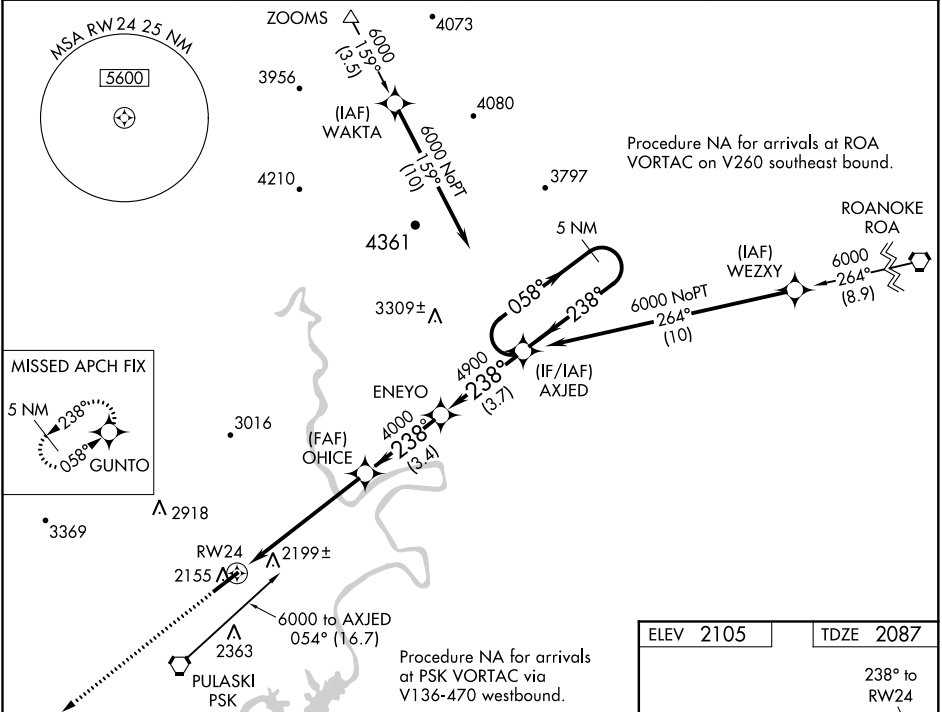 MSA RW 24 25 NM
5600
ZOOMS
4073
6000
159°
(3.5)
3956
(IAF)
WAKTA
4080
6000 NoPT
159°
(10)
Procedure NA for arrivals at ROA
VORTAC on V260 southeast bound.
4210
3797
4361
5 NM
ROANOKE
ROA
(IAF)
WEZXY
6000
264°
(8.9)
058°
238°
6000 NoPT
264°
(10)
3309±
(IF/IAF)
AXJED
4900
238°
(3.7)
ENEYO
4000
238°
(3.4)
MISSED APCH FIX
5 NM
238°
058°
GUNTO
3016
(FAF)
OHICE
2918
3369
RW24
2199±
2155
6000 to AXJED
054° (16.7)
2363
PULASKI
PSK
Procedure NA for arrivals
at PSK VORTAC via
V136-470 westbound.
ELEV 2105
TDZE 2087
238° to
RW24